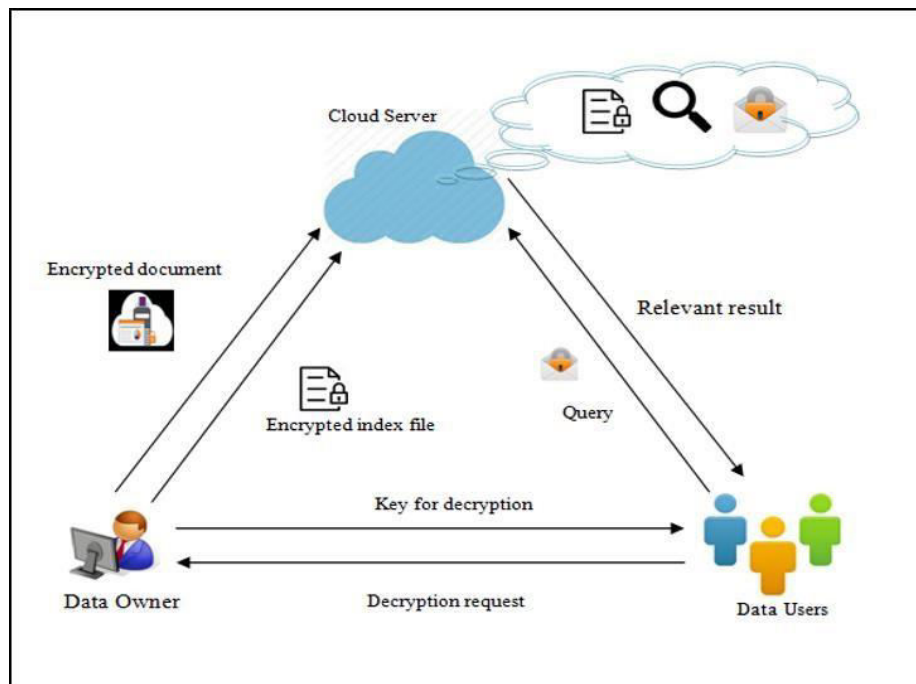 Cloud Server
Encrypted document
Relevant result
Encrypted index file
Query
Key for decryption
Data Owner
Decryption request
Data Users